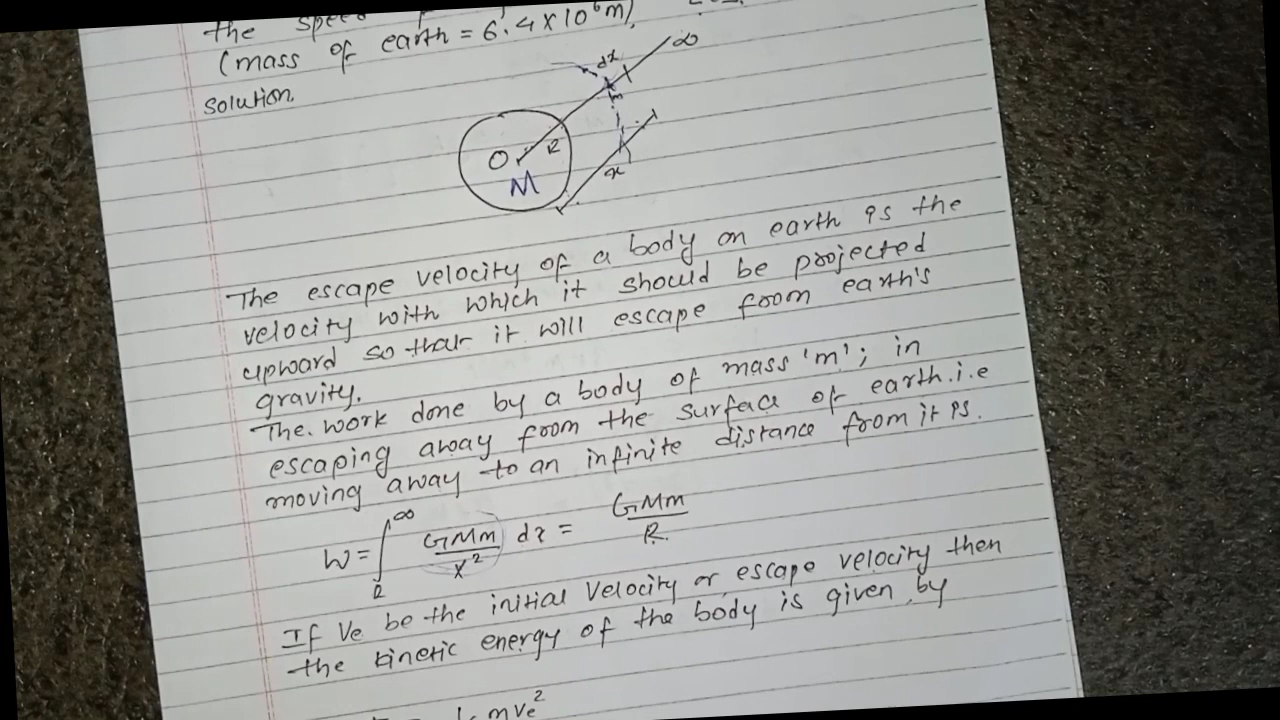 the speed
(mass of earth = 6.4 x 10⁶m)
solution.
dx
∞
m
O
R
M
x
The escape velocity of a body on earth is the
velocity with which it should be projected
upward so that it will escape from earth's
gravity.
The work done by a body of mass 'm'; in
escaping away from the surface of earth.i.e
moving away to an infinite distance from it is.
W = ∫_R^∞ GMm/x² dx = GMm/R
If Ve be the initial velocity or escape velocity then
the kinetic energy of the body is given by
mve²